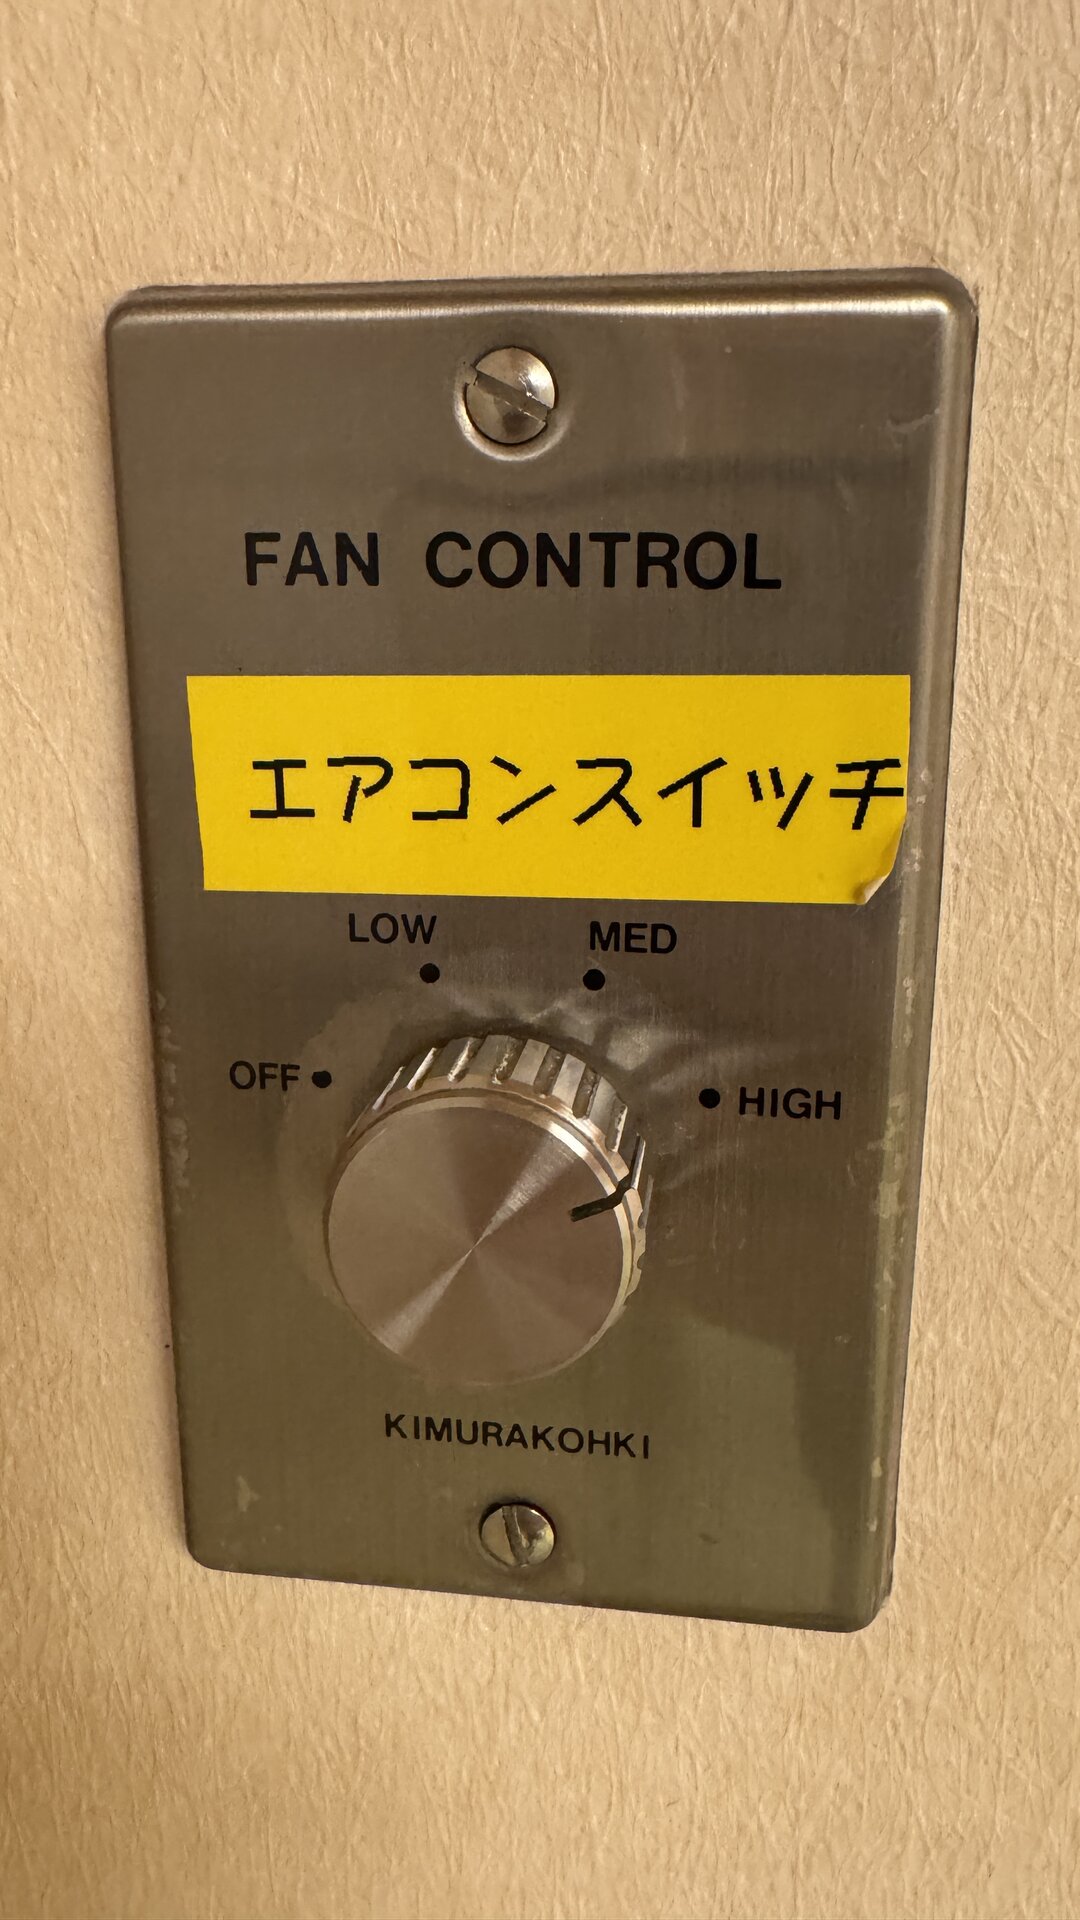 FAN CONTROL
エアコンスイッチ
LOW MED
OFF HIGH
KIMURAKOHKI